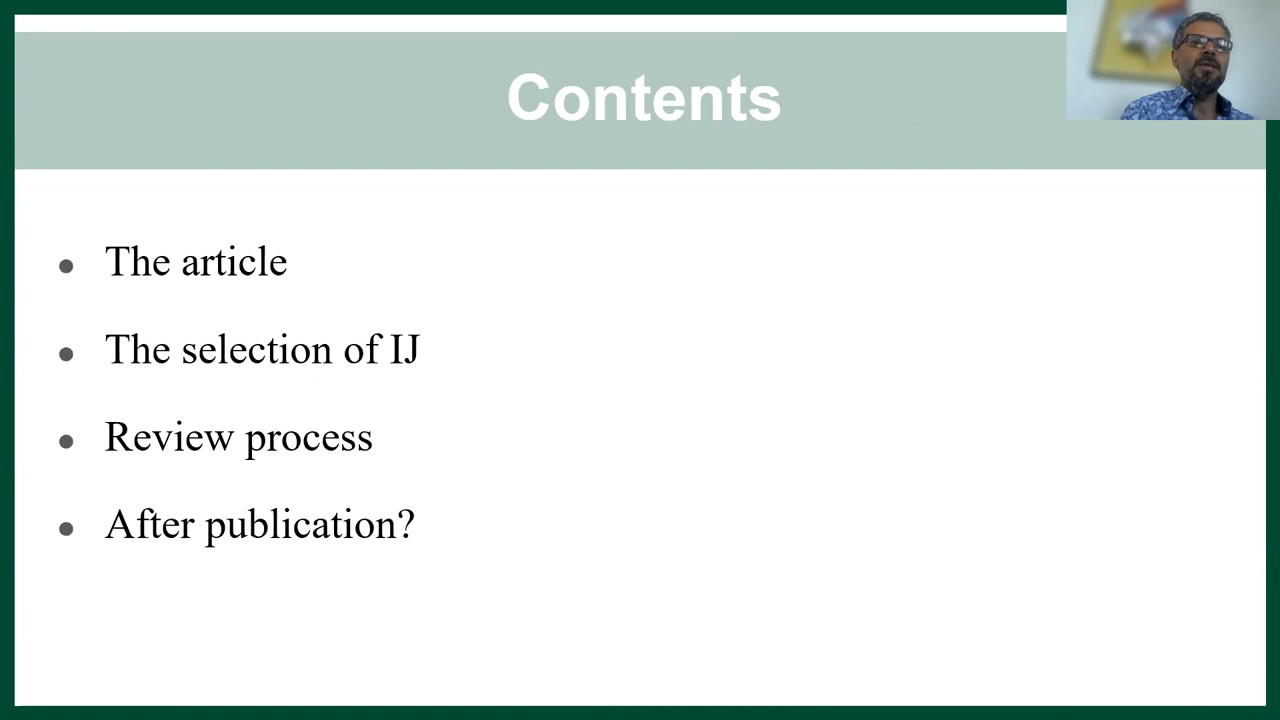 Contents
The article
The selection of IJ
Review process
After publication?